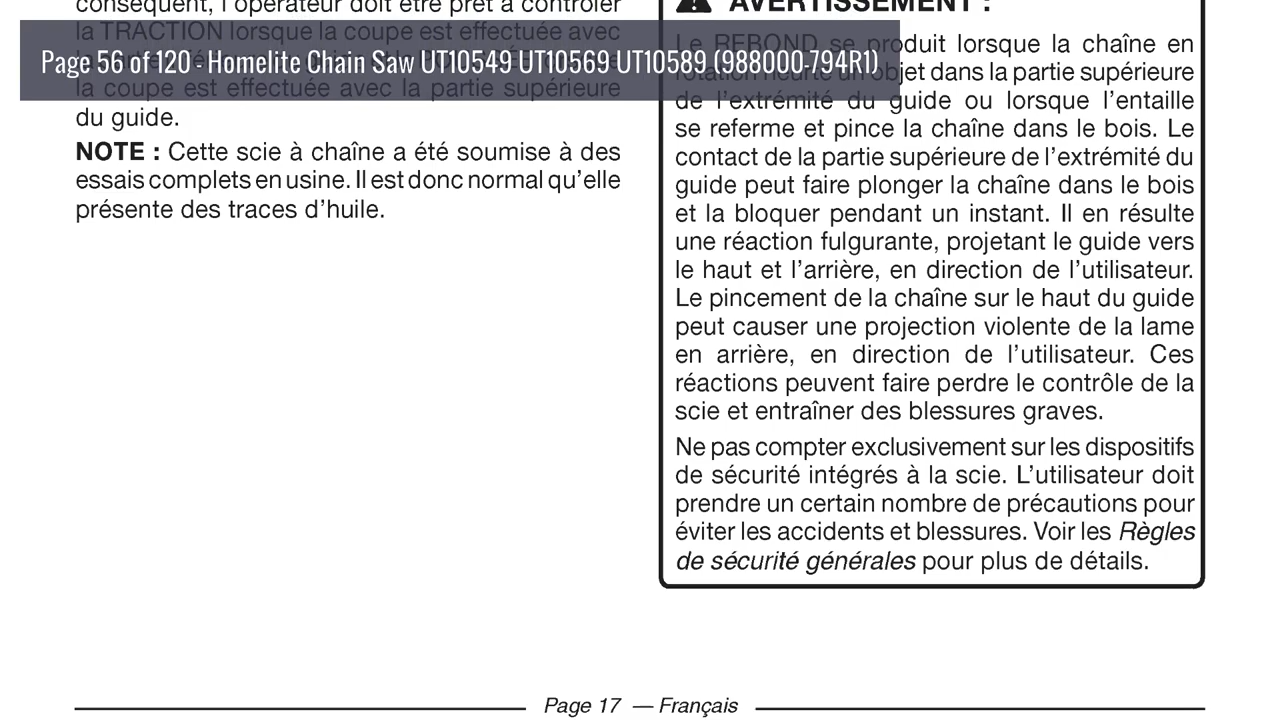 conséquent, l'opérateur doit être prêt à contrôler
la TRACTION lorsque la coupe est effectuée avec
la coupe est effectuée avec la partie supérieure
du guide.
NOTE : Cette scie à chaîne a été soumise à des
essais complets en usine. Il est donc normal qu'elle
présente des traces d'huile.
Page 56 of 120 - Homelite Chain Saw UT10549 UT10569 UT10589 (988000-794R1)
AVERTISSEMENT :
Le REBOND se produit lorsque la chaîne en
rotation heurte un objet dans la partie supérieure
de l'extrémité du guide ou lorsque l'entaille
se referme et pince la chaîne dans le bois. Le
contact de la partie supérieure de l'extrémité du
guide peut faire plonger la chaîne dans le bois
et la bloquer pendant un instant. Il en résulte
une réaction fulgurante, projetant le guide vers
le haut et l'arrière, en direction de l'utilisateur.
Le pincement de la chaîne sur le haut du guide
peut causer une projection violente de la lame
en arrière, en direction de l'utilisateur. Ces
réactions peuvent faire perdre le contrôle de la
scie et entraîner des blessures graves.
Ne pas compter exclusivement sur les dispositifs
de sécurité intégrés à la scie. L'utilisateur doit
prendre un certain nombre de précautions pour
éviter les accidents et blessures. Voir les Règles
de sécurité générales pour plus de détails.
Page 17 — Français